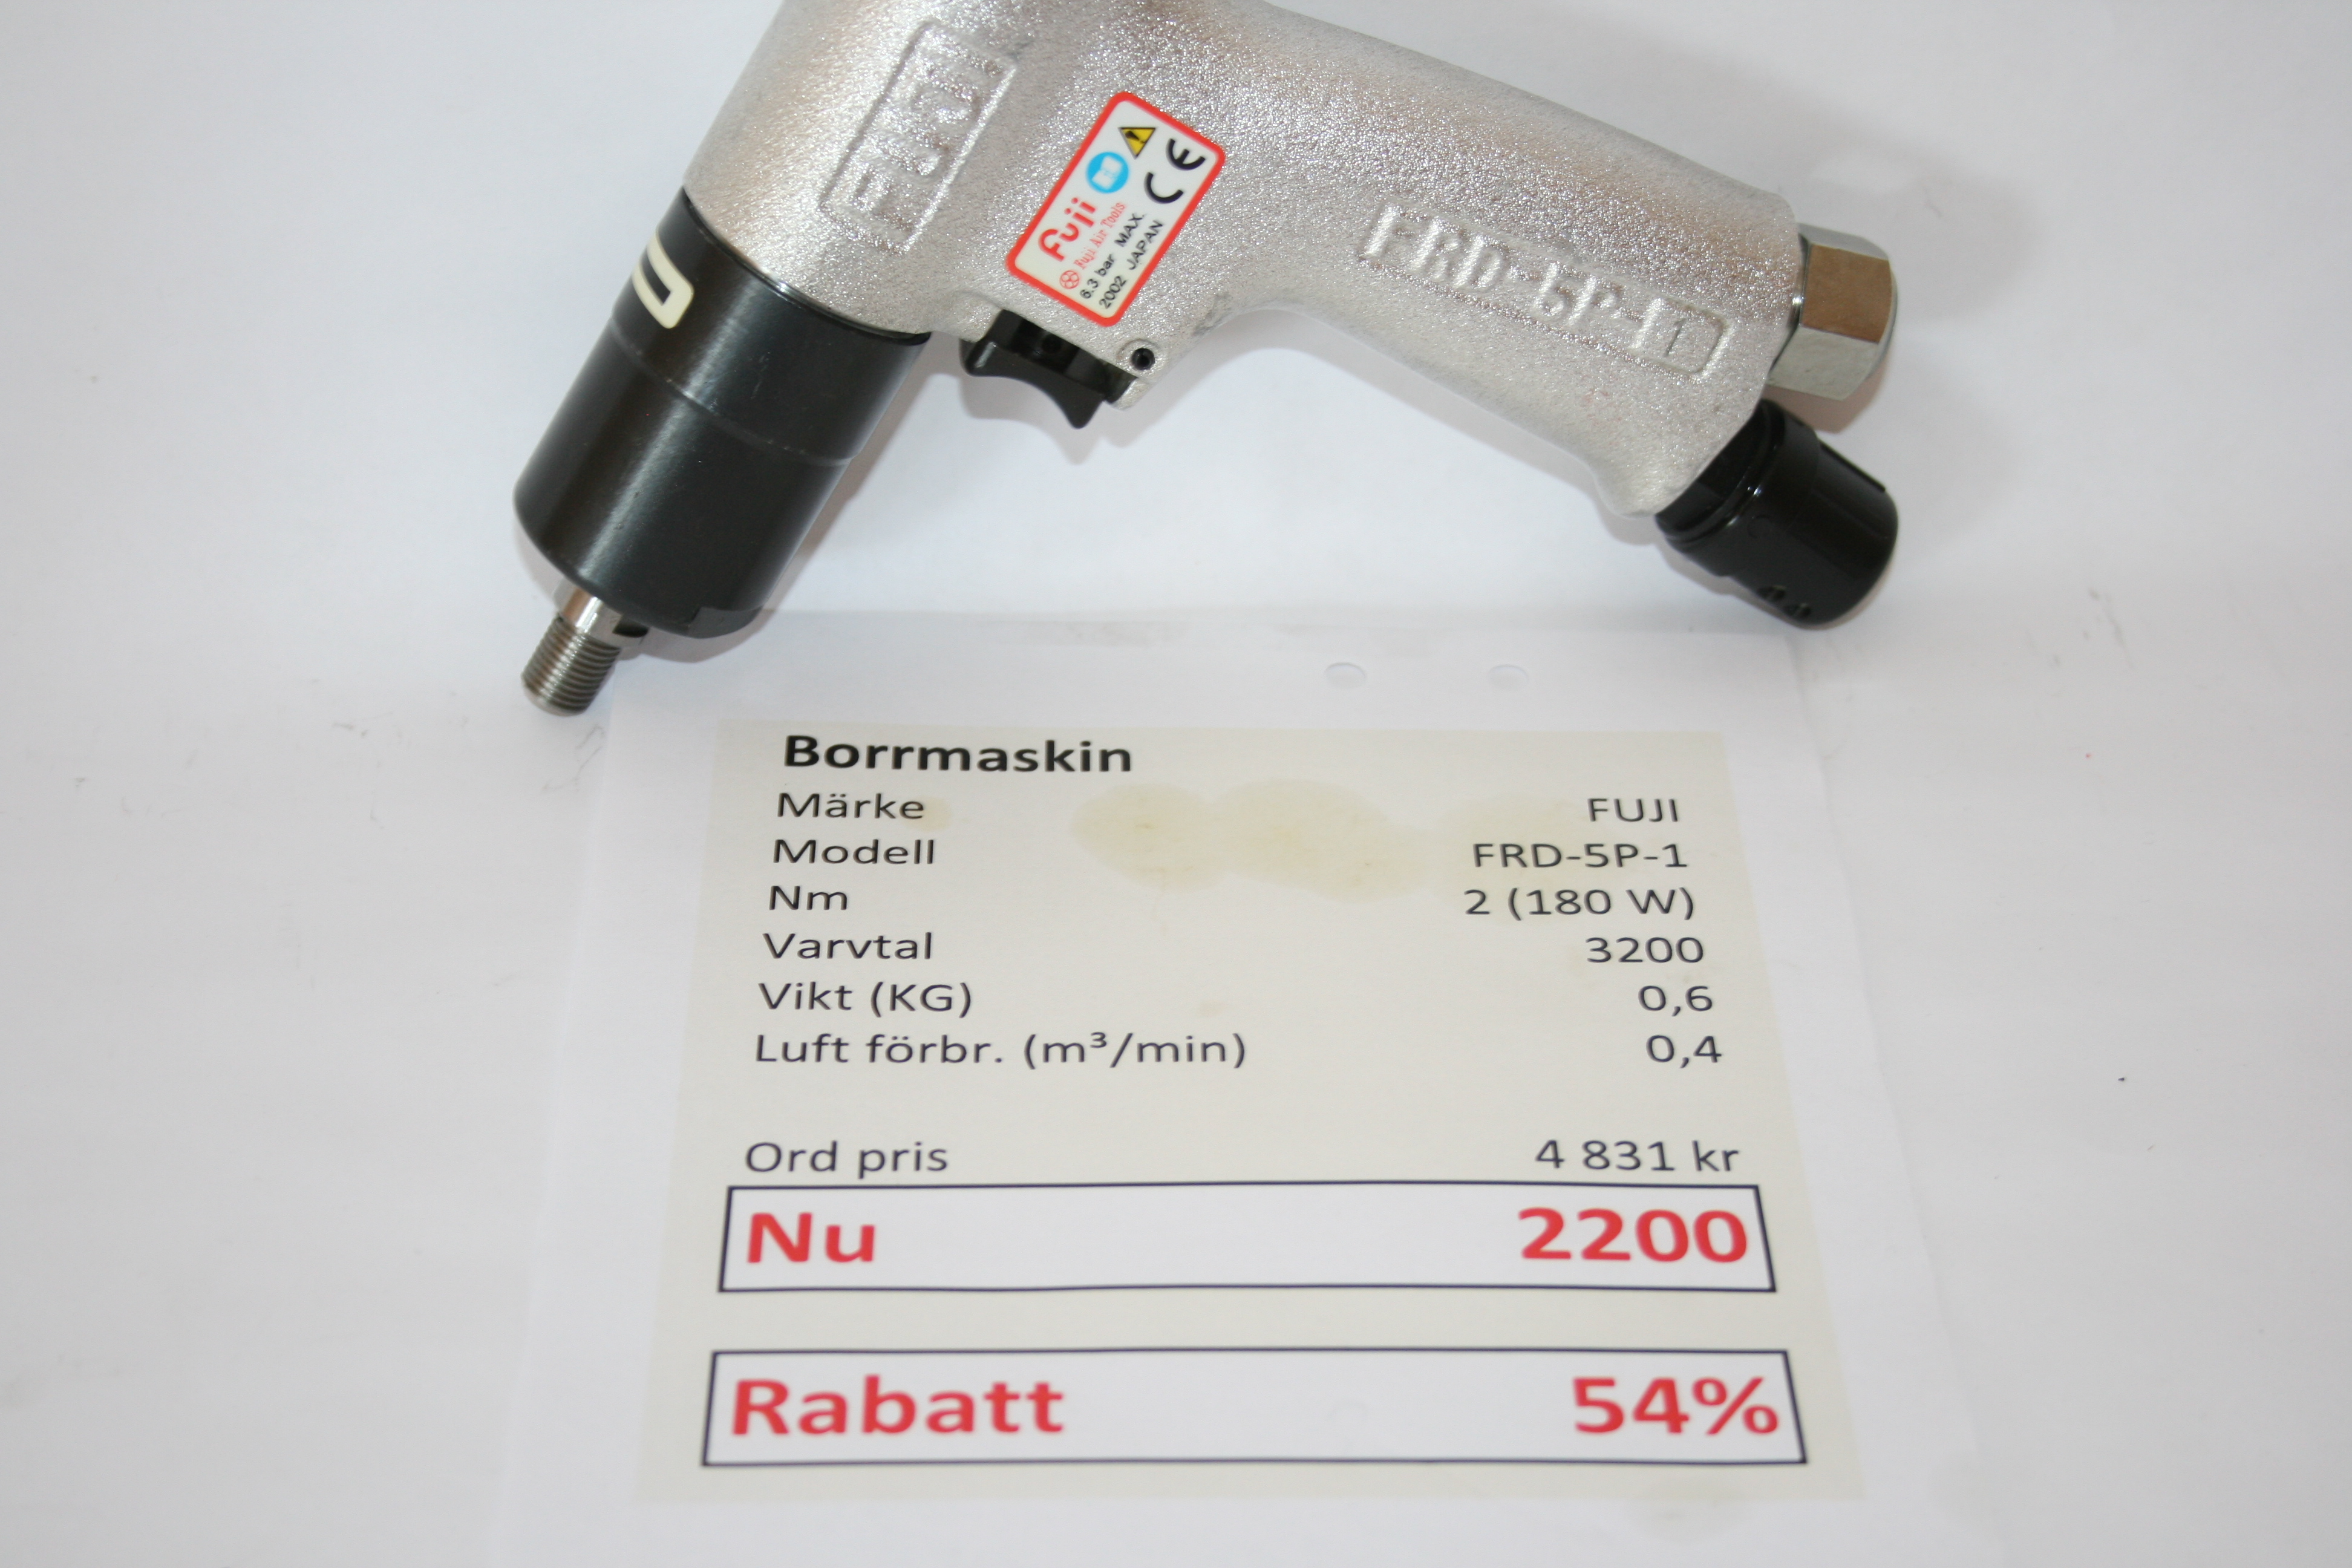 FUJI
Fuji
Fuji Air Tools
6.3 bar MAX.
2002 JAPAN
CE
FRD-5P-1 1
Borrmaskin
Märke FUJI
Modell FRD-5P-1
Nm 2 (180 W)
Varvtal 3200
Vikt (KG) 0,6
Luft förbr. (m³/min) 0,4
Ord pris 4 831 kr
Nu 2200
Rabatt 54%